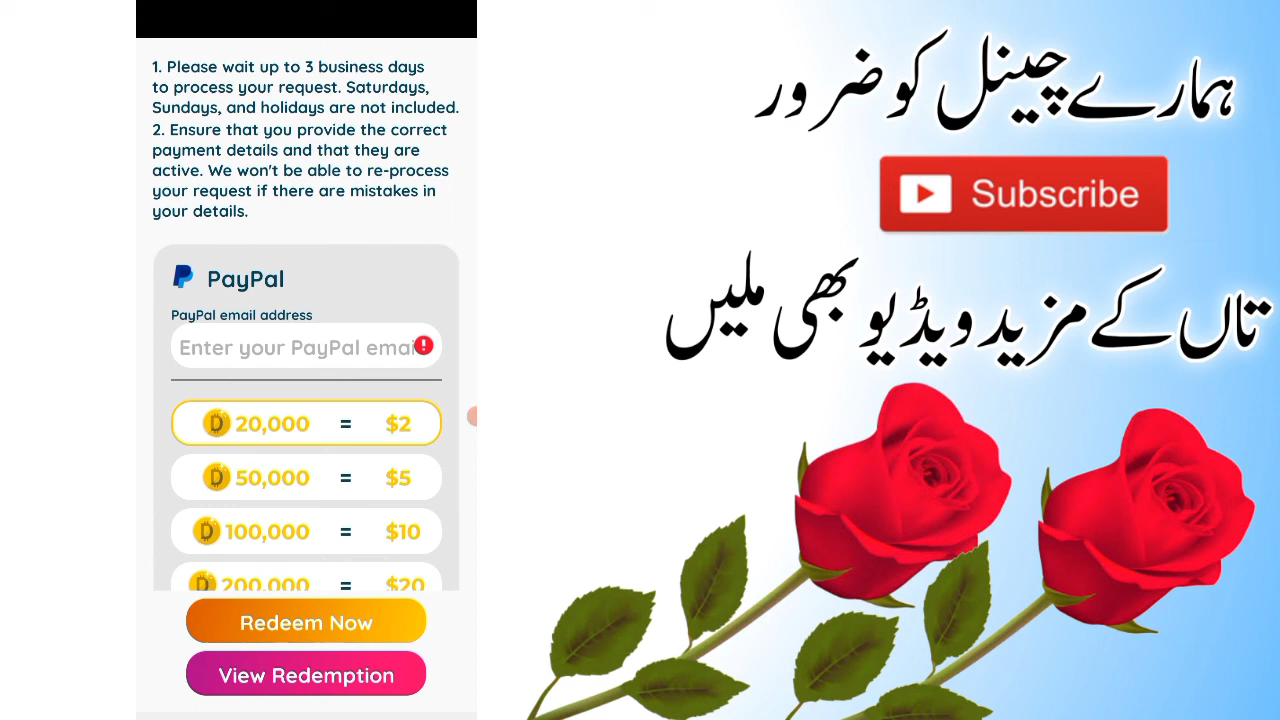 1. Please wait up to 3 business days
to process your request. Saturdays,
Sundays, and holidays are not included.
2. Ensure that you provide the correct
payment details and that they are
active. We won't be able to re-process
your request if there are mistakes in
your details.
PayPal
PayPal email address
Enter your PayPal emai
20,000 = $2
50,000 = $5
100,000 = $10
200,000 = $20
Redeem Now
View Redemption
ہمارے چینل کو ضرور
Subscribe
تاں کے مزید ویڈیو بھی ملیں